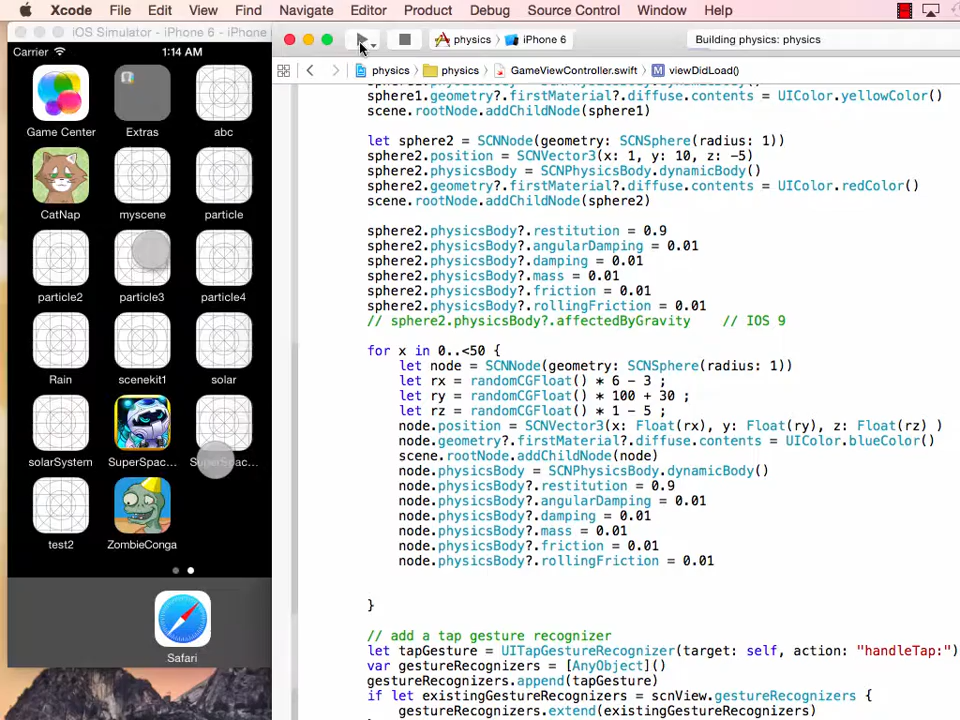 Xcode File Edit View Find Navigate Editor Product Debug Source Control Window Help
iOS Simulator - iPhone 6 - iPhone 6
Carrier 1:14 AM
Game Center Extras abc
CatNap myscene particle
particle2 particle3 particle4
Rain scenekit1 solar
solarSystem SuperSpac... SuperSpac...
test2 ZombieConga
Safari
physics iPhone 6 Building physics: physics
physics physics GameViewController.swift M viewDidLoad()
sphere1.geometry?.firstMaterial?.diffuse.contents = UIColor.yellowColor()
scene.rootNode.addChildNode(sphere1)
let sphere2 = SCNNode(geometry: SCNSphere(radius: 1))
sphere2.position = SCNVector3(x: 1, y: 10, z: -5)
sphere2.physicsBody = SCNPhysicsBody.dynamicBody()
sphere2.geometry?.firstMaterial?.diffuse.contents = UIColor.redColor()
scene.rootNode.addChildNode(sphere2)
sphere2.physicsBody?.restitution = 0.9
sphere2.physicsBody?.angularDamping = 0.01
sphere2.physicsBody?.damping = 0.01
sphere2.physicsBody?.mass = 0.01
sphere2.physicsBody?.friction = 0.01
sphere2.physicsBody?.rollingFriction = 0.01
// sphere2.physicsBody?.affectedByGravity // IOS 9
for x in 0..<50 {
let node = SCNNode(geometry: SCNSphere(radius: 1))
let rx = randomCGFloat() * 6 - 3 ;
let ry = randomCGFloat() * 100 + 30 ;
let rz = randomCGFloat() * 1 - 5 ;
node.position = SCNVector3(x: Float(rx), y: Float(ry), z: Float(rz) )
node.geometry?.firstMaterial?.diffuse.contents = UIColor.blueColor()
scene.rootNode.addChildNode(node)
node.physicsBody = SCNPhysicsBody.dynamicBody()
node.physicsBody?.restitution = 0.9
node.physicsBody?.angularDamping = 0.01
node.physicsBody?.damping = 0.01
node.physicsBody?.mass = 0.01
node.physicsBody?.friction = 0.01
node.physicsBody?.rollingFriction = 0.01
}
// add a tap gesture recognizer
let tapGesture = UITapGestureRecognizer(target: self, action: "handleTap:")
var gestureRecognizers = [AnyObject]()
gestureRecognizers.append(tapGesture)
if let existingGestureRecognizers = scnView.gestureRecognizers {
gestureRecognizers.extend(existingGestureRecognizers)